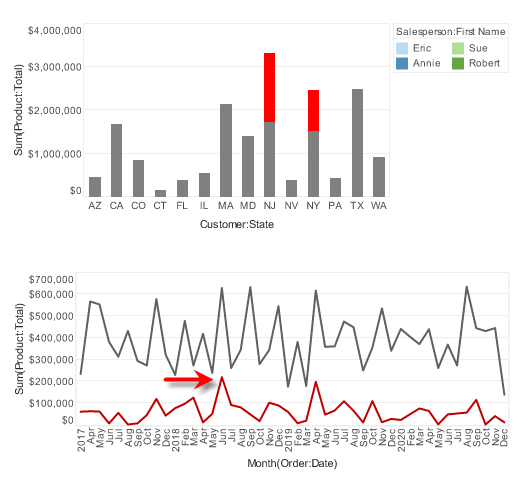 $4,000,000
$3,000,000
$2,000,000
$1,000,000
$0
Sum(Product:Total)
AZ CA CO CT FL IL MA MD NJ NV NY PA TX WA
Customer:State
Salesperson:First Name
Eric Sue
Annie Robert
$700,000
$600,000
$500,000
$400,000
$300,000
$200,000
$100,000
$0
Sum(Product:Total)
2017 Apr May Jun Jul Aug Sep Oct Nov Dec 2018 Feb Mar Apr May Jun Jul Aug Sep Oct Nov Dec 2019 Feb Mar Apr May Jun Jul Aug Sep Oct Nov Dec 2020 Feb Mar Apr May Jun Jul Aug Sep Oct Nov Dec
Month(Order:Date)